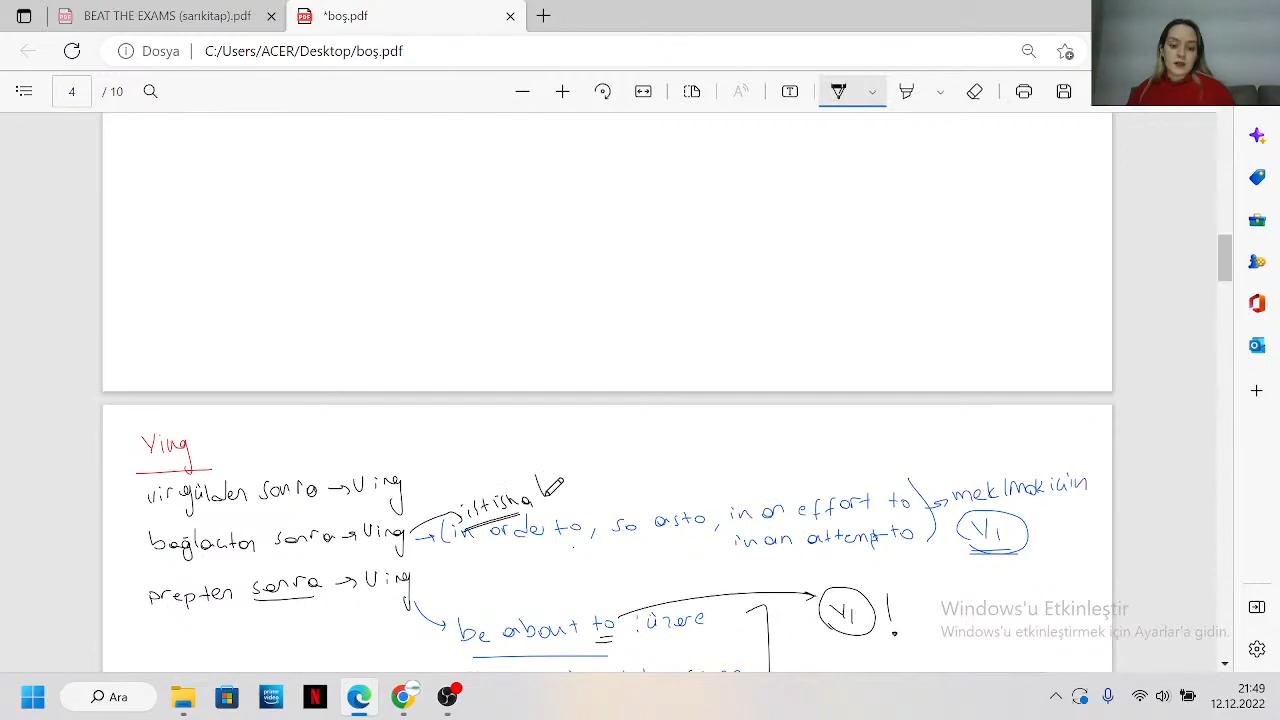 BEAT THE EXAMS (sarıkitap).pdf
*boş.pdf
Dosya
C:/Users/ACER/Desktop/boş.pdf
4 / 10
Ving
virgülden sonra → Ving
bağlaçtan sonra → Ving
istisna
(in order to, so as to, in an effort to
in an attempt to)
mek/mak için
V1
prepten sonra → Ving
be about to : üzere
V1 !
Windows'u Etkinleştir
Windows'u etkinleştirmek için Ayarlar'a gidin.
Ara
prime video
N
21:49
12.12.2022